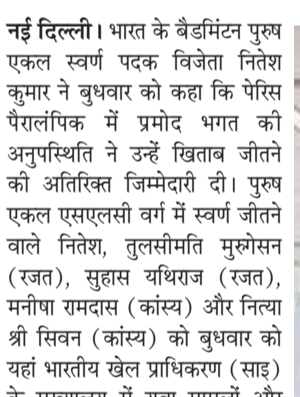 नई दिल्ली। भारत के बैडमिंटन पुरुष
एकल स्वर्ण पदक विजेता नितेश
कुमार ने बुधवार को कहा कि पेरिस
पैरालंपिक में प्रमोद भगत की
अनुपस्थिति ने उन्हें खिताब जीतने
की अतिरिक्त जिम्मेदारी दी। पुरुष
एकल एसएलसी वर्ग में स्वर्ण जीतने
वाले नितेश, तुलसीमति मुरुगेसन
(रजत), सुहास यथिराज (रजत),
मनीषा रामदास (कांस्य) और नित्या
श्री सिवन (कांस्य) को बुधवार को
यहां भारतीय खेल प्राधिकरण (साइ)